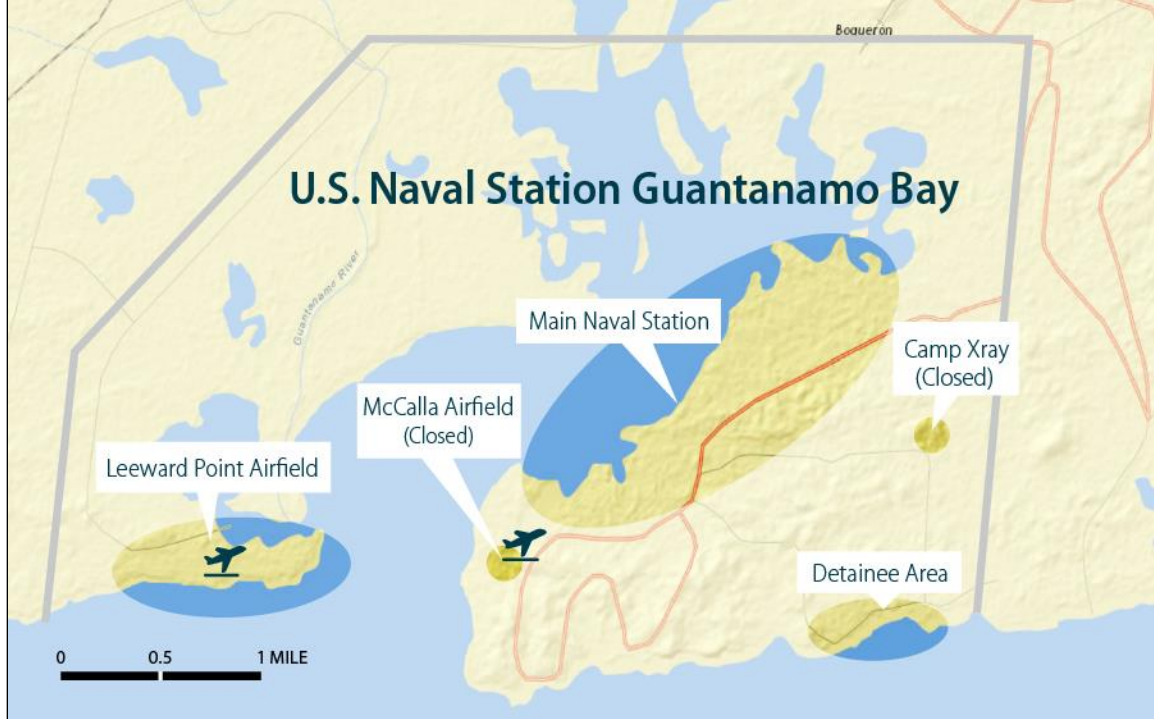 Boqueron
U.S. Naval Station Guantanamo Bay
Guantanamo River
Main Naval Station
Camp Xray
(Closed)
McCalla Airfield
(Closed)
Leeward Point Airfield
Detainee Area
0 0.5 1 MILE